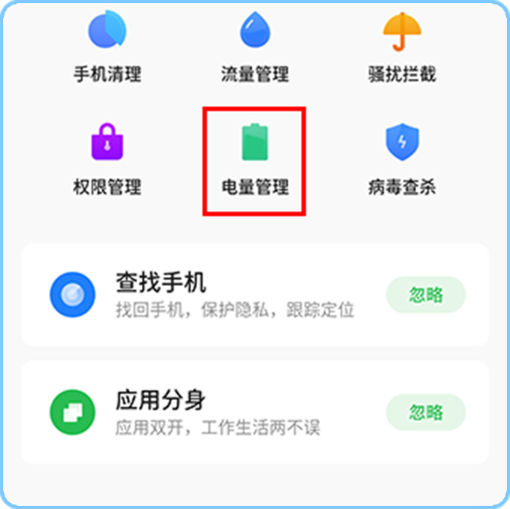 手机清理 流量管理 骚扰拦截
权限管理 电量管理 病毒查杀
查找手机
找回手机，保护隐私，跟踪定位
忽略
应用分身
应用双开，工作生活两不误
忽略